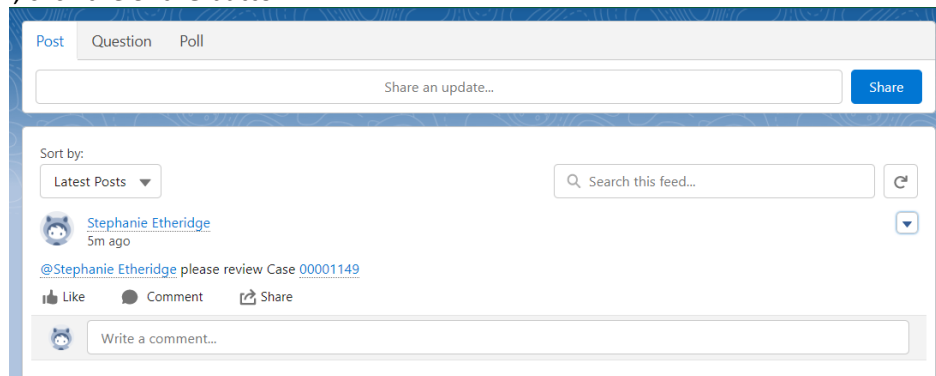 Post Question Poll
Share an update... Share
Sort by:
Latest Posts Search this feed...
Stephanie Etheridge
5m ago
@Stephanie Etheridge please review Case 00001149
Like Comment Share
Write a comment...